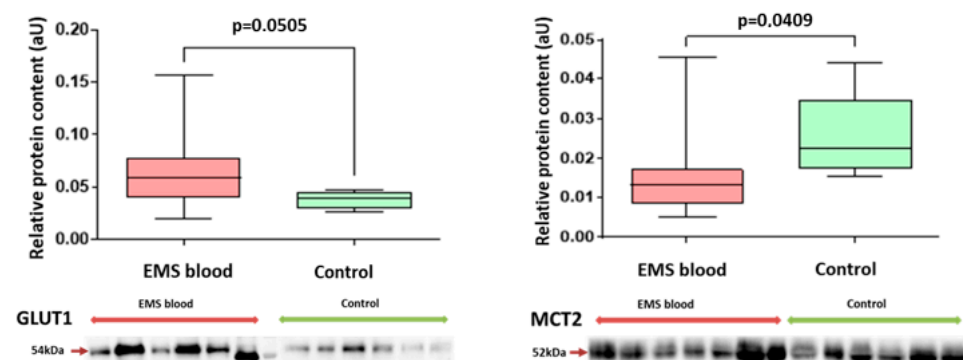 p=0.0505
Relative protein content (aU)
0.20
0.15
0.10
0.05
0.00
EMS blood
Control
EMS blood
Control
GLUT1
54kDa
p=0,0409
Relative protein content (aU)
0.05
0.04
0.03
0.02
0.01
0.00
EMS blood
Control
EMS blood
Control
MCT2
52kDa